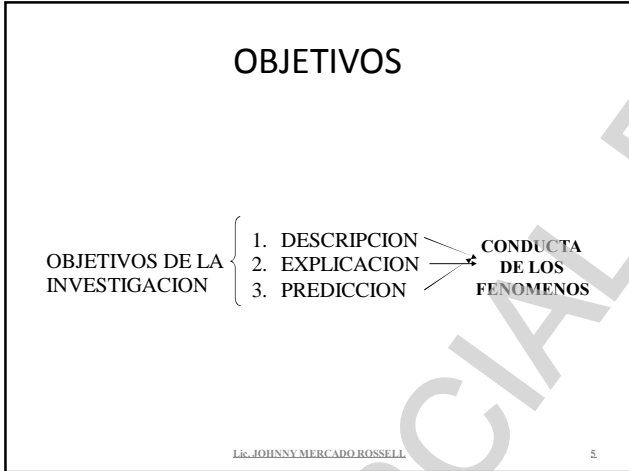 OBJETIVOS
OBJETIVOS DE LA
INVESTIGACION
1. DESCRIPCION
2. EXPLICACION
3. PREDICCION
CONDUCTA
DE LOS
FENOMENOS
Lic. JOHNNY MERCADO ROSSELL
5